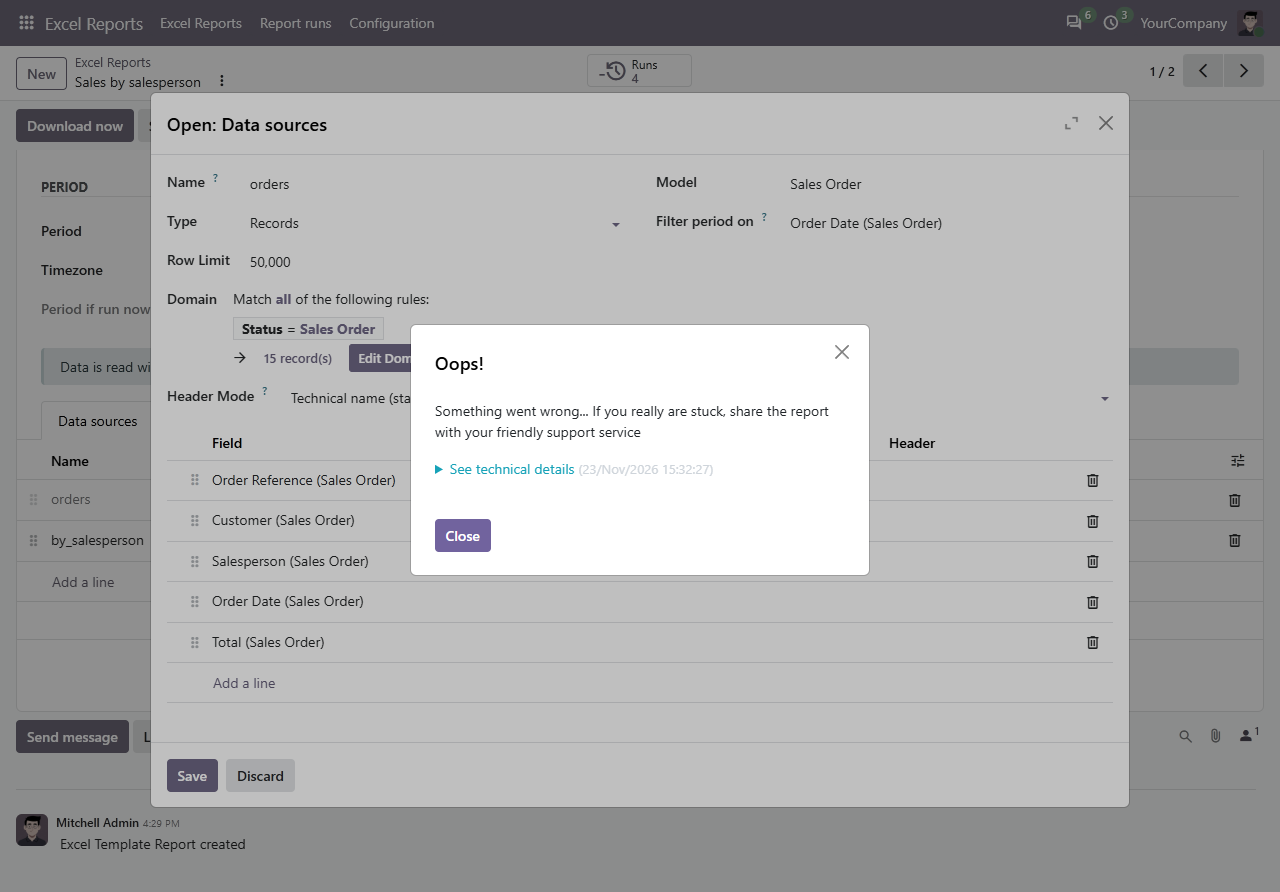 Excel Reports Excel Reports Report runs Configuration 6 3 YourCompany
New Excel Reports
Sales by salesperson
Runs
4
1 / 2
Download now
Open: Data sources
PERIOD
Period
Timezone
Period if run now
Data is read wi
Data sources
Name
orders
by_salesperson
Add a line
Name ? orders
Model Sales Order
Type Records
Filter period on ? Order Date (Sales Order)
Row Limit 50,000
Domain Match all of the following rules:
Status = Sales Order
15 record(s) Edit Dom
Header Mode ? Technical name (sta
Field Header
Order Reference (Sales Order)
Customer (Sales Order)
Salesperson (Sales Order)
Order Date (Sales Order)
Total (Sales Order)
Add a line
Save Discard
Oops!
Something went wrong... If you really are stuck, share the report
with your friendly support service
See technical details (23/Nov/2026 15:32:27)
Close
Send message L
1
Mitchell Admin 4:29 PM
Excel Template Report created